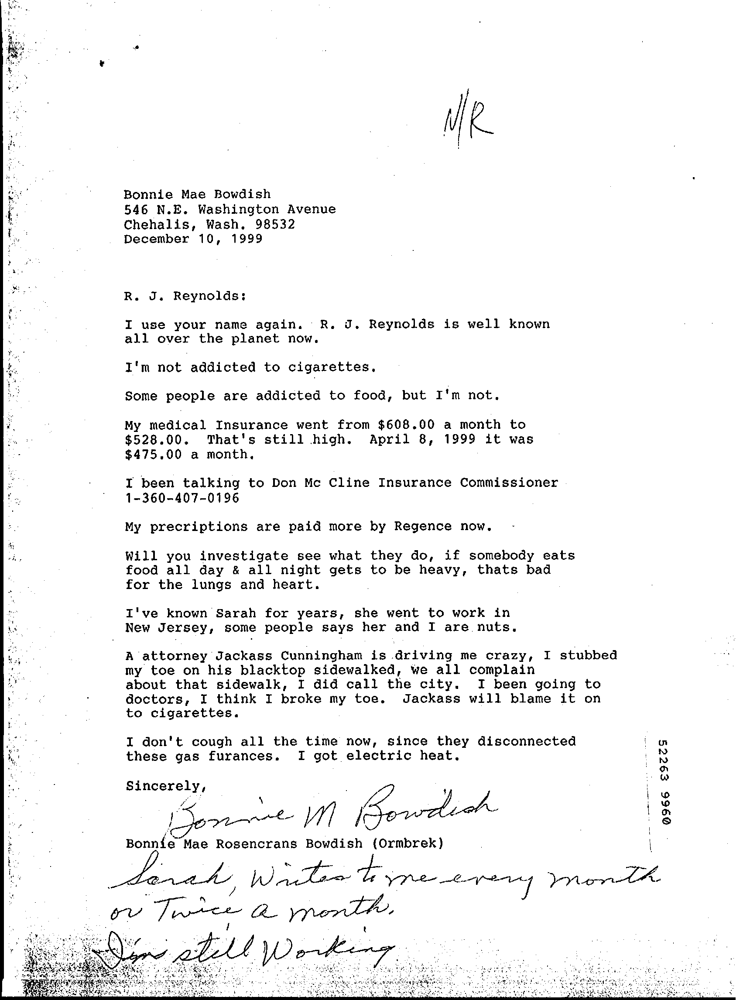 N/R
Bonnie Mae Bowdish
546 N.E. Washington Avenue
Chehalis, Wash. 98532
December 10, 1999
R. J. Reynolds:
I use your name again. R. J. Reynolds is well known
all over the planet now.
I'm not addicted to cigarettes.
Some people are addicted to food, but I'm not.
My medical Insurance went from $608.00 a month to
$528.00. That's still high. April 8, 1999 it was
$475.00 a month.
I been talking to Don Mc Cline Insurance Commissioner
1-360-407-0196
My precriptions are paid more by Regence now.
Will you investigate see what they do, if somebody eats
food all day & all night gets to be heavy, thats bad
for the lungs and heart.
I've known Sarah for years, she went to work in
New Jersey, some people says her and I are nuts.
A attorney Jackass Cunningham is driving me crazy, I stubbed
my toe on his blacktop sidewalked, we all complain
about that sidewalk, I did call the city. I been going to
doctors, I think I broke my toe. Jackass will blame it on
to cigarettes.
I don't cough all the time now, since they disconnected
these gas furances. I got electric heat.
Sincerely,
Bonnie M Bowdish
Bonnie Mae Rosencrans Bowdish (Ormbrek)
Sarah, Writes to me every month
or Twice a month.
Jim's still Working
52263 9960